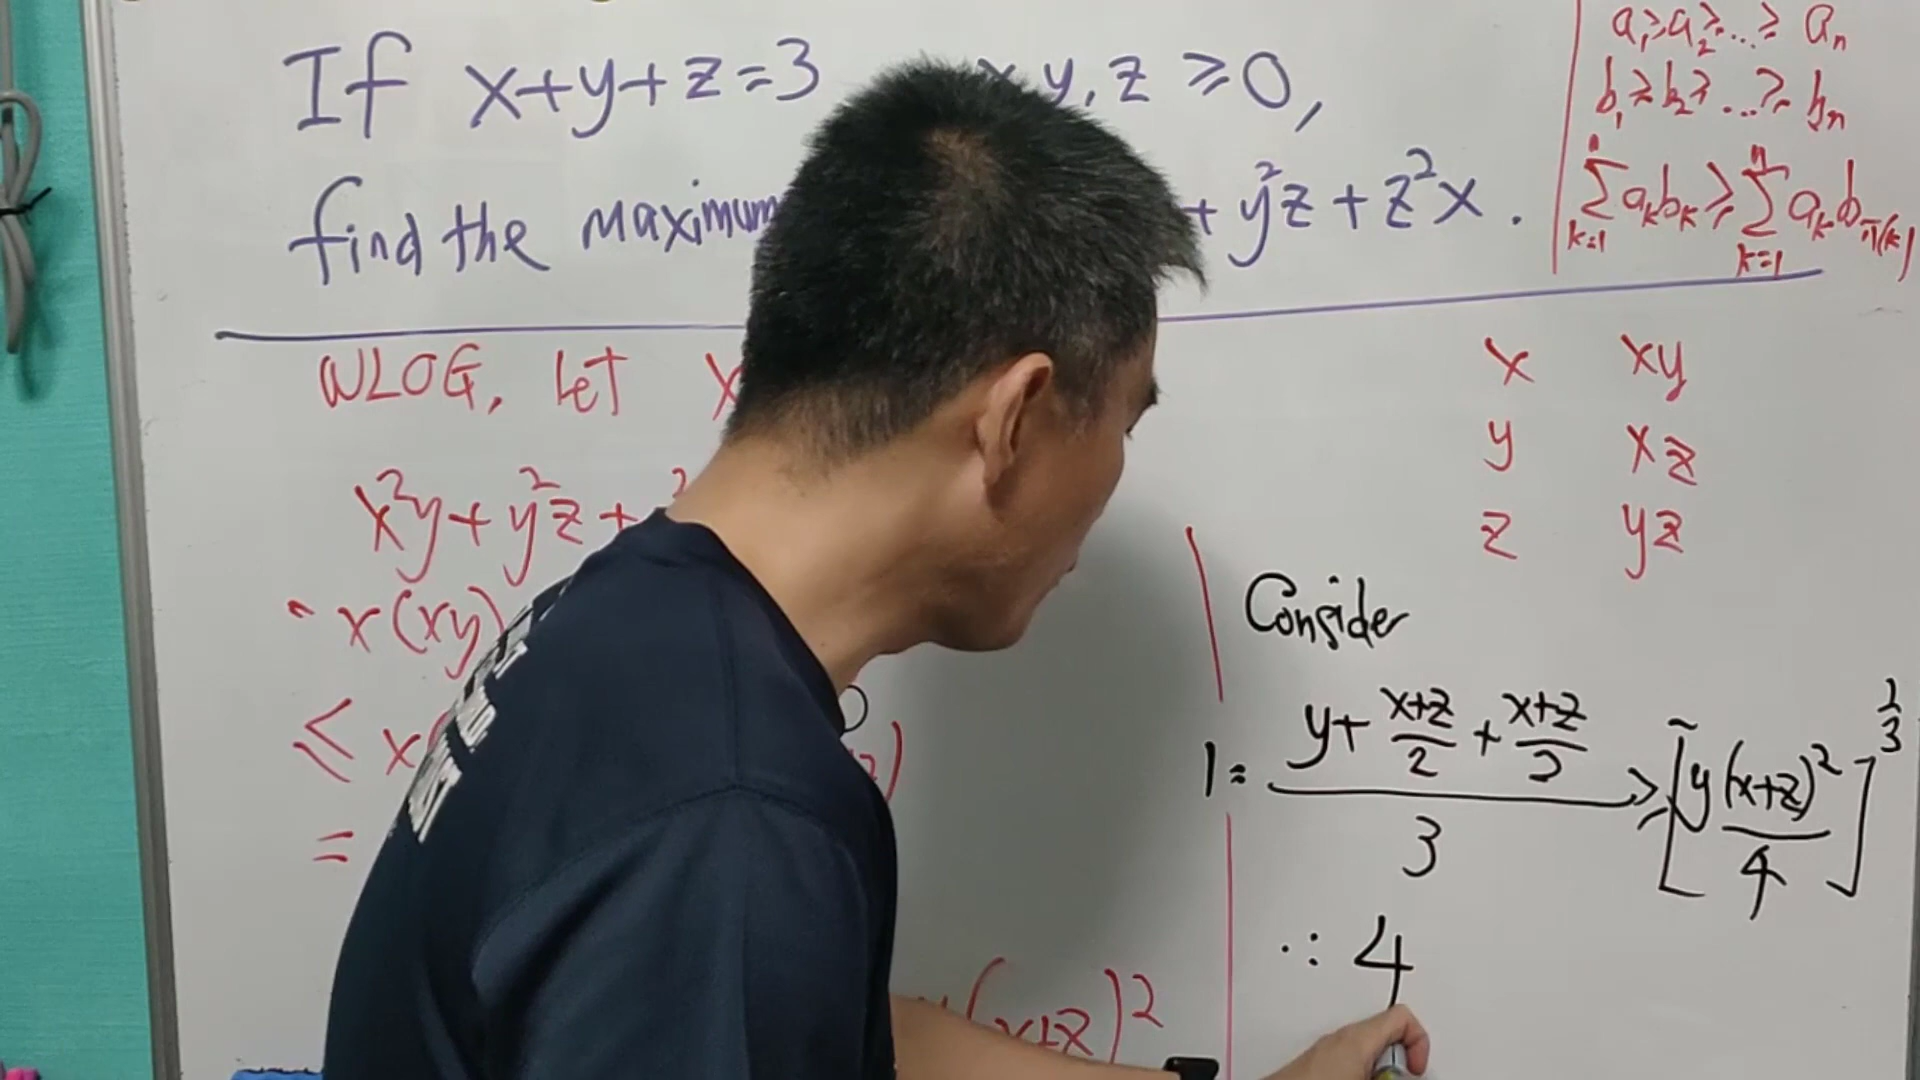 If x+y+z=3 x y, z ≥0,
find the maximum + y²z + z²x .
a₁≥a₂≥...≥ aₙ
b₁≥b₂≥...≥ bₙ
n∑k=1 aₖbₖ ≥ n∑k=1 aₖb_π(k)
WLOG, let x
x²y + y²z +
x(xy)
≤ x
z)
=
(x+z)²
x xy
y xz
z yz
Consider
1 = (y + (x+z)/2 + (x+z)/2)/3 ≥ [y(x+z)²/4]^(1/3)
∴ 4